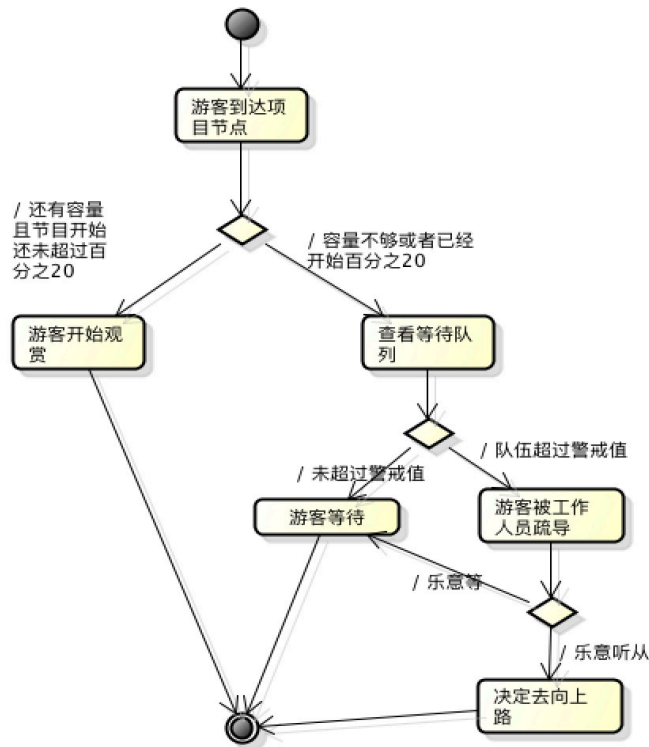 游客到达项
目节点
/ 还有容量
且节目开始
还未超过百
分之20
/ 容量不够或者已经
开始百分之20
游客开始观
赏
查看等待队
列
/ 未超过警戒值
/ 队伍超过警戒值
游客等待
游客被工作
人员疏导
/ 乐意等
/ 乐意听从
决定去向上
路